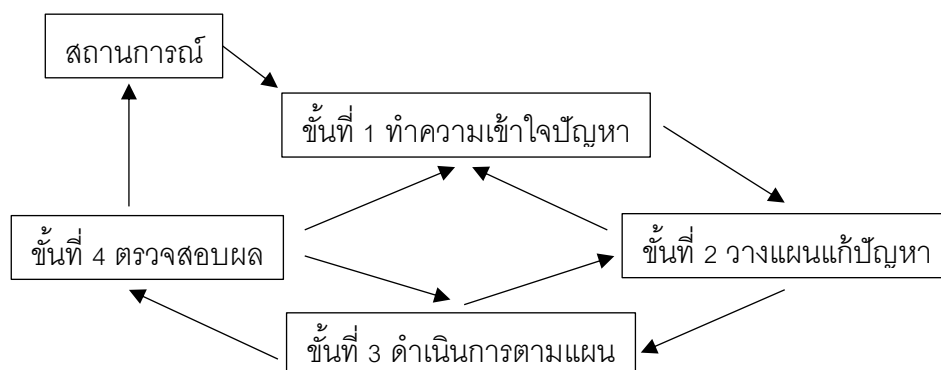 สถานการณ์
ขั้นที่ 1 ทำความเข้าใจปัญหา
ขั้นที่ 4 ตรวจสอบผล
ขั้นที่ 2 วางแผนแก้ปัญหา
ขั้นที่ 3 ดำเนินการตามแผน